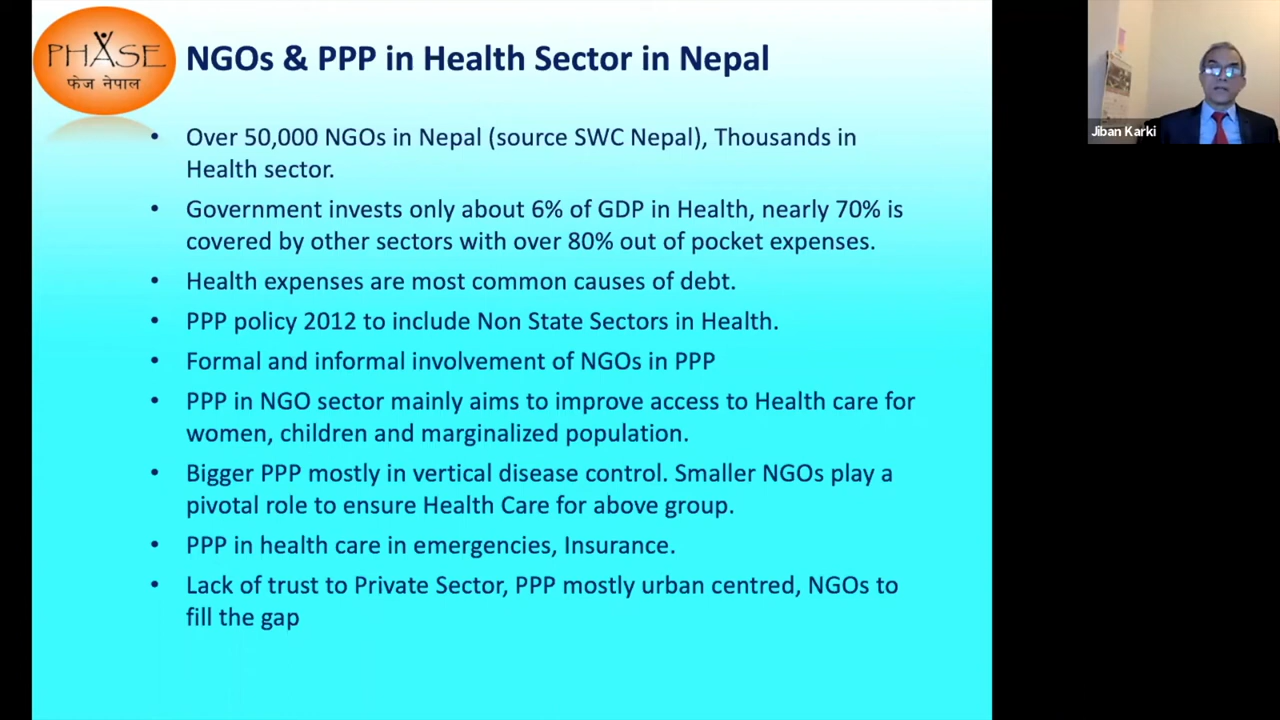 PHASE
फेज नेपाल
NGOs & PPP in Health Sector in Nepal
• Over 50,000 NGOs in Nepal (source SWC Nepal), Thousands in
Health sector.
• Government invests only about 6% of GDP in Health, nearly 70% is
covered by other sectors with over 80% out of pocket expenses.
• Health expenses are most common causes of debt.
• PPP policy 2012 to include Non State Sectors in Health.
• Formal and informal involvement of NGOs in PPP
• PPP in NGO sector mainly aims to improve access to Health care for
women, children and marginalized population.
• Bigger PPP mostly in vertical disease control. Smaller NGOs play a
pivotal role to ensure Health Care for above group.
• PPP in health care in emergencies, Insurance.
• Lack of trust to Private Sector, PPP mostly urban centred, NGOs to
fill the gap
Jiban Karki